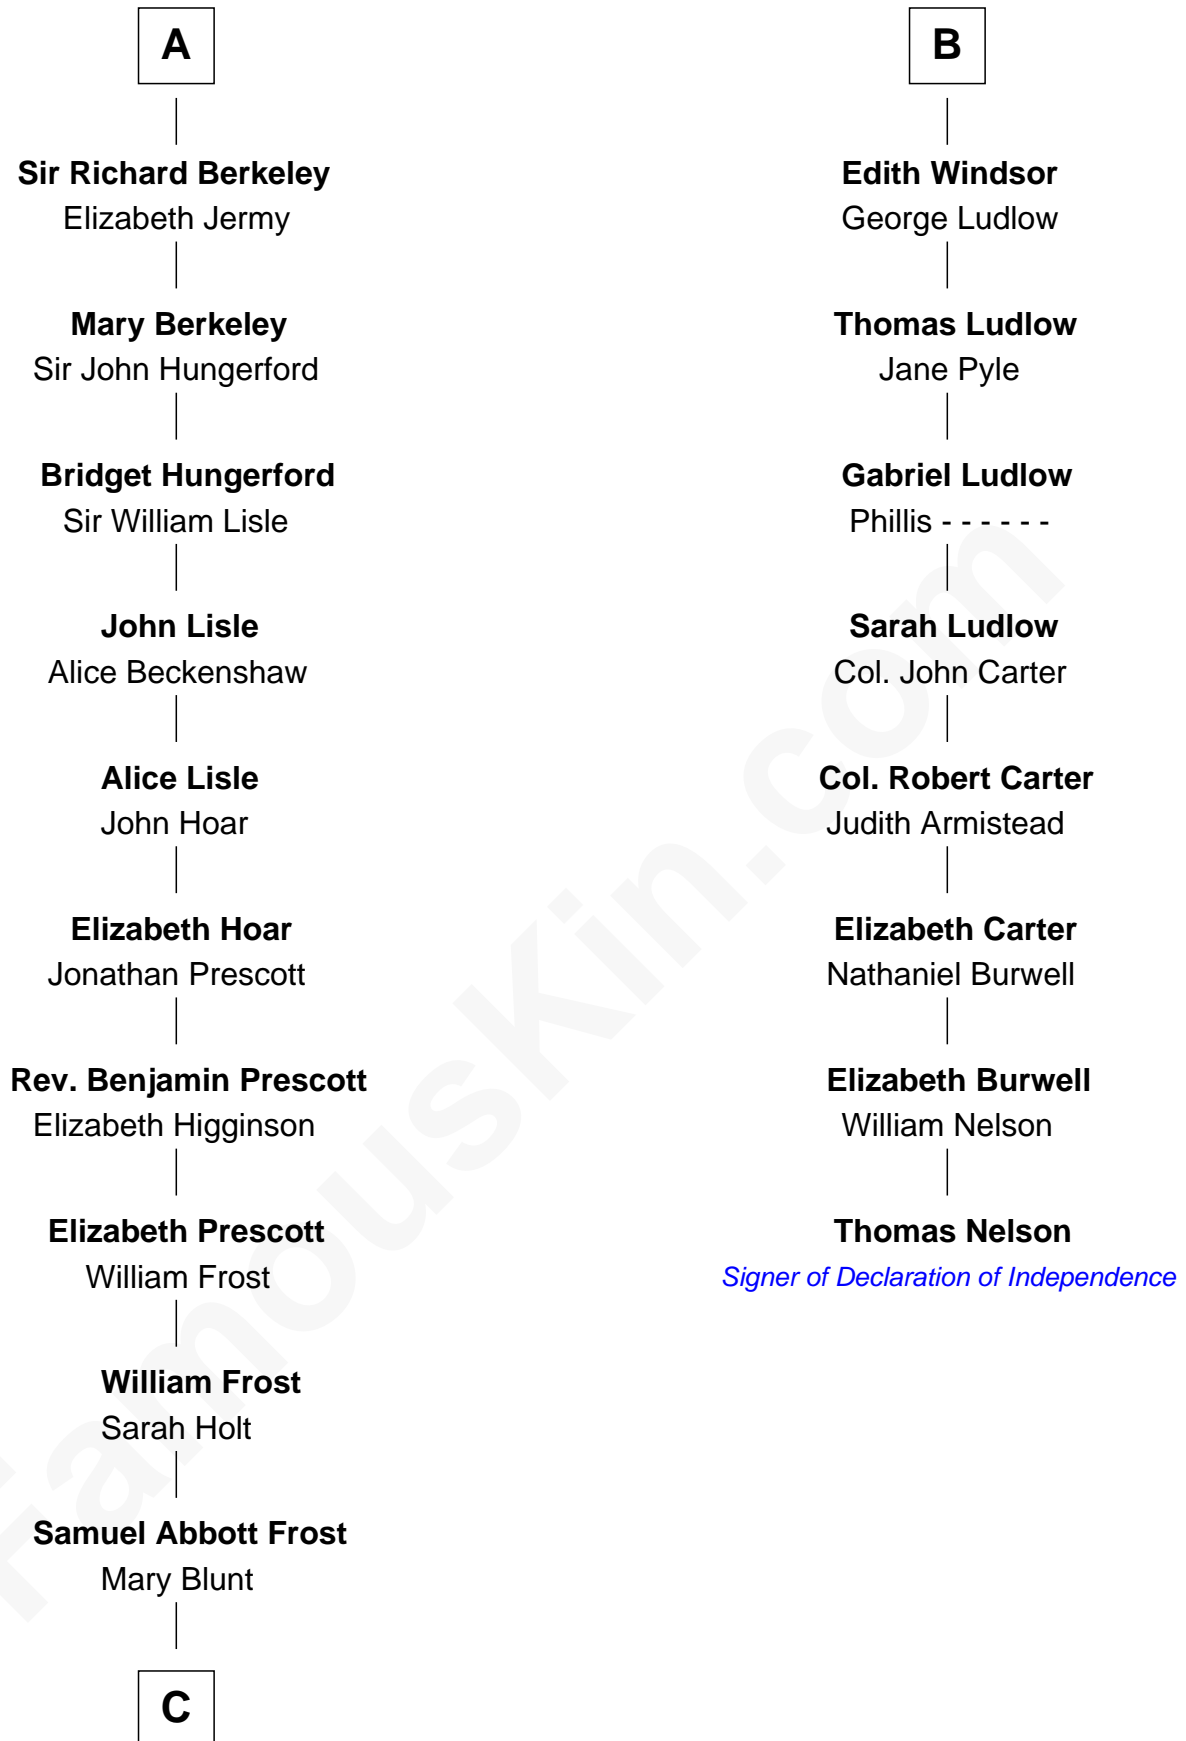 A
Sir Richard Berkeley
Elizabeth Jermy
Mary Berkeley
Sir John Hungerford
Bridget Hungerford
Sir William Lisle
John Lisle
Alice Beckenshaw
Alice Lisle
John Hoar
Elizabeth Hoar
Jonathan Prescott
Rev. Benjamin Prescott
Elizabeth Higginson
Elizabeth Prescott
William Frost
William Frost
Sarah Holt
Samuel Abbott Frost
Mary Blunt
C
B
Edith Windsor
George Ludlow
Thomas Ludlow
Jane Pyle
Gabriel Ludlow
Phillis - - - - - -
Sarah Ludlow
Col. John Carter
Col. Robert Carter
Judith Armistead
Elizabeth Carter
Nathaniel Burwell
Elizabeth Burwell
William Nelson
Thomas Nelson
Signer of Declaration of Independence
FamousKin.com